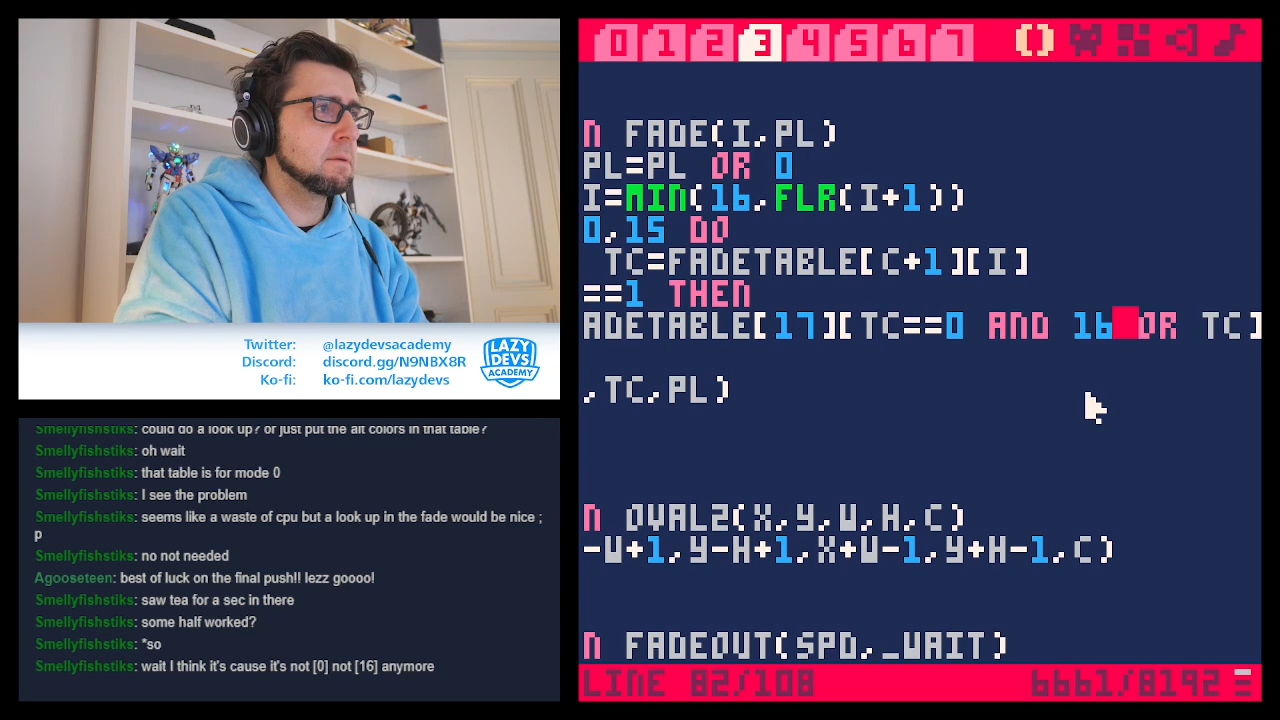 Twitter: @lazydevsacademy
Discord: discord.gg/N9NBX8R
Ko-fi: ko-fi.com/lazydevs
LAZY
DEVS
ACADEMY
Smellyfishstiks: could do a look up? or just put the alt colors in that table?
Smellyfishstiks: oh wait
Smellyfishstiks: that table is for mode 0
Smellyfishstiks: I see the problem
Smellyfishstiks: seems like a waste of cpu but a look up in the fade would be nice ;
p
Smellyfishstiks: no not needed
Agooseteen: best of luck on the final push!! lezz goooo!
Smellyfishstiks: saw tea for a sec in there
Smellyfishstiks: some half worked?
Smellyfishstiks: *so
Smellyfishstiks: wait I think it's cause it's not [0] not [16] anymore
0 1 2 3 4 5 6 7 ()
N FADE(I,PL)
PL=PL OR 0
I=MIN(16,FLR(I+1))
0,15 DO
TC=FADETABLE[C+1][I]
==1 THEN
ADETABLE[17][TC==0 AND 16 OR TC]
,TC,PL)
N OVAL2(X,Y,W,H,C)
-W+1,Y-H+1,X+W-1,Y+H-1,C)
N FADEOUT(SPD,_WAIT)
LINE 82/108
6661/8192